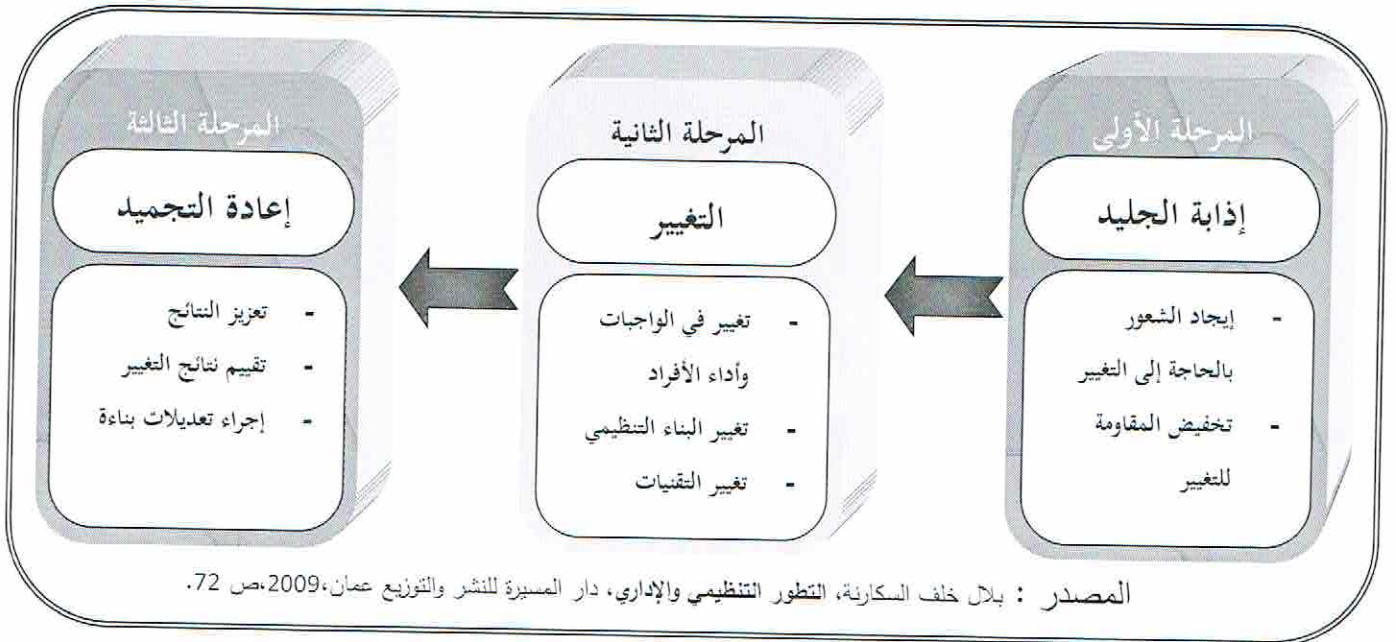 المرحلة الأولى
إذابة الجليد
- إيجاد الشعور
بالحاجة إلى التغيير
- تخفيض المقاومة
للتغيير
المرحلة الثانية
التغيير
- تغيير في الواجبات
وأداء الأفراد
- تغيير البناء التنظيمي
- تغيير التقنيات
المرحلة الثالثة
إعادة التجميد
- تعزيز النتائج
- تقييم نتائج التغيير
- إجراء تعديلات بناءة
المصدر : بلال خلف السكارنة، التطور التنظيمي والإداري، دار المسيرة للنشر والتوزيع عمان،2009،ص 72.